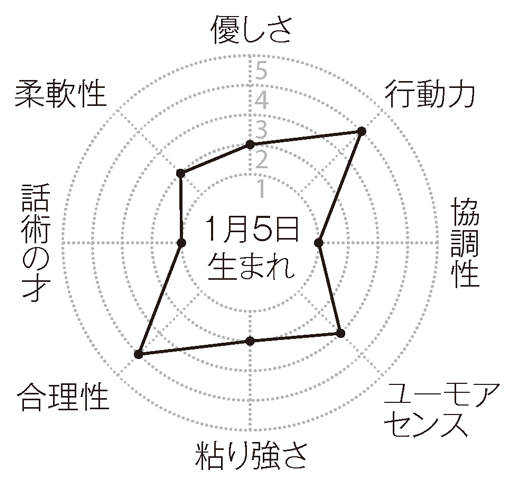 優しさ
5
4
3
2
1
柔軟性
行動力
話術の才
1月5日
生まれ
協調性
合理性
ユーモア
センス
粘り強さ